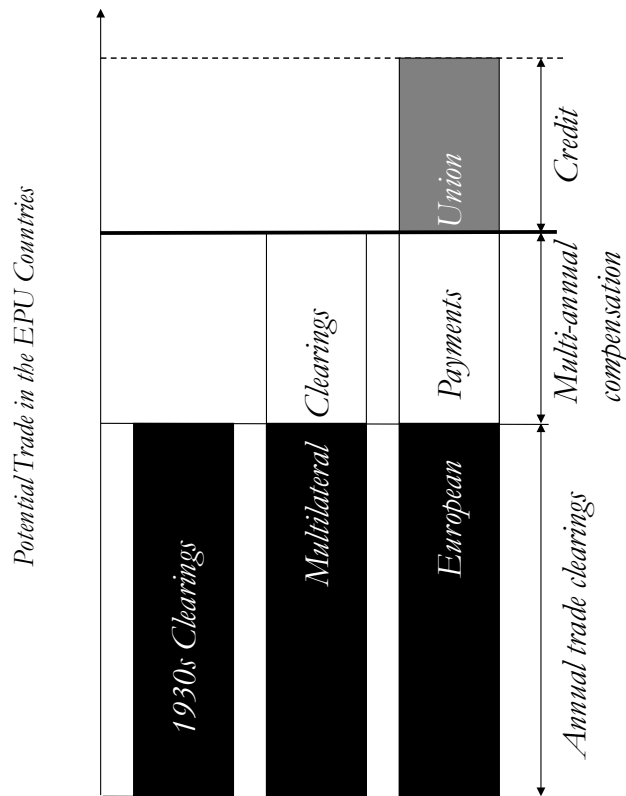 Potential Trade in the EPU Countries
1930s Clearings
Multilateral Clearings
European Payments Union
Annual trade clearings
Multi-annual
compensation
Credit